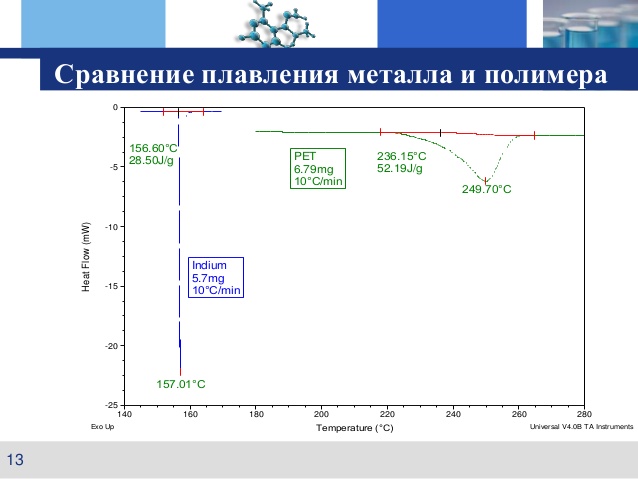 Сравнение плавления металла и полимера
0
-5
-10
-15
-20
-25
Heat Flow (mW)
156.60°C
28.50J/g
PET
6.79mg
10°C/min
236.15°C
52.19J/g
249.70°C
Indium
5.7mg
10°C/min
157.01°C
140 160 180 200 220 240 260 280
Exo Up
Temperature (°C)
Universal V4.0B TA Instruments
13